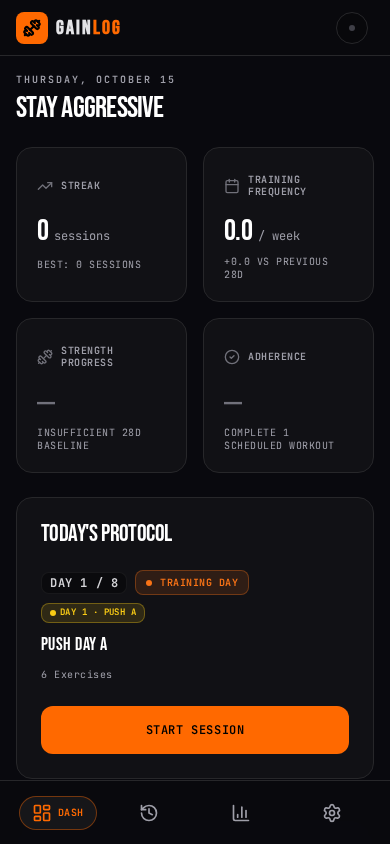 GAINLOG
THURSDAY, OCTOBER 15
STAY AGGRESSIVE
STREAK
0 sessions
BEST: 0 SESSIONS
TRAINING
FREQUENCY
0.0 / week
+0.0 VS PREVIOUS
28D
STRENGTH
PROGRESS
—
INSUFFICIENT 28D
BASELINE
ADHERENCE
—
COMPLETE 1
SCHEDULED WORKOUT
TODAY'S PROTOCOL
DAY 1 / 8
TRAINING DAY
DAY 1 · PUSH A
PUSH DAY A
6 Exercises
START SESSION
DASH